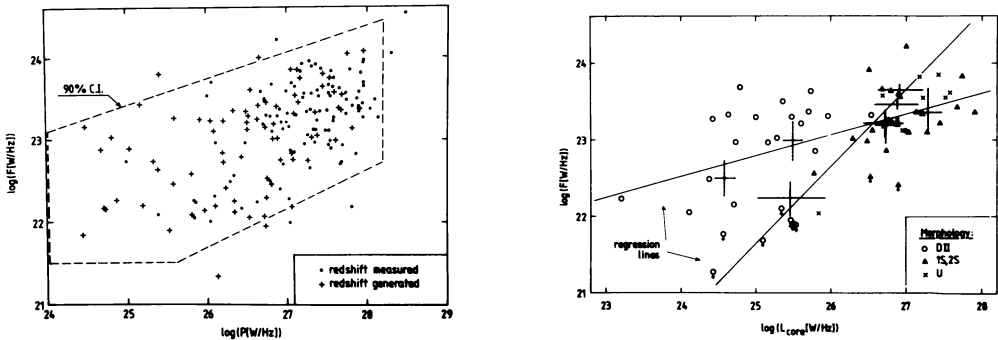 24
23
22
21
log(F[W/Hz])
90% C.I.
• redshift measured
+ redshift generated
24 25 26 27 28 29
log(P[W/Hz])
24
23
22
21
log(F[W/Hz])
regression
lines
Morphology:
○ D II
▲ 1S,2S
× U
23 24 25 26 27 28
log(Lcore[W/Hz])